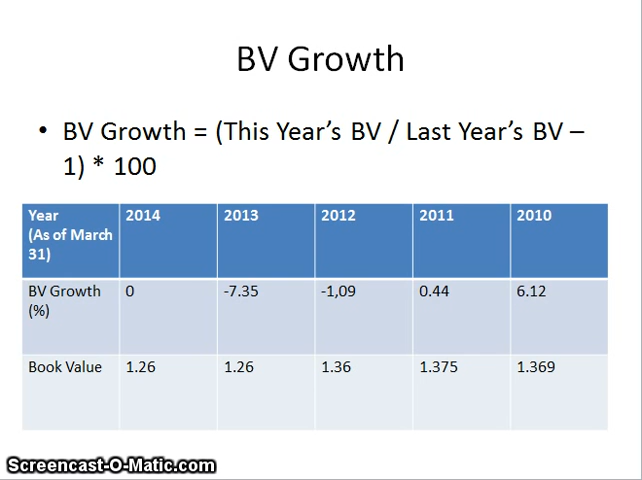 BV Growth
• BV Growth = (This Year's BV / Last Year's BV –
1) * 100
Year
(As of March
31)
2014
2013
2012
2011
2010
BV Growth
(%)
0
-7.35
-1,09
0.44
6.12
Book Value
1.26
1.26
1.36
1.375
1.369
Screencast-O-Matic.com